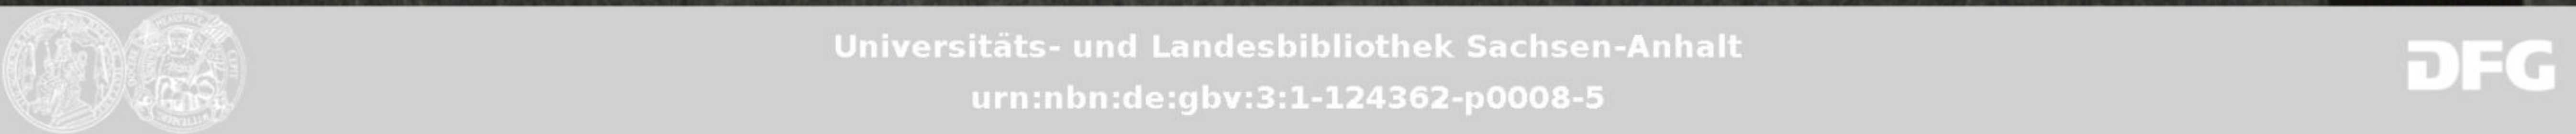 Universitäts- und Landesbibliothek Sachsen-Anhalt
urn:nbn:de:gbv:3:1-124362-p0008-5
DFG